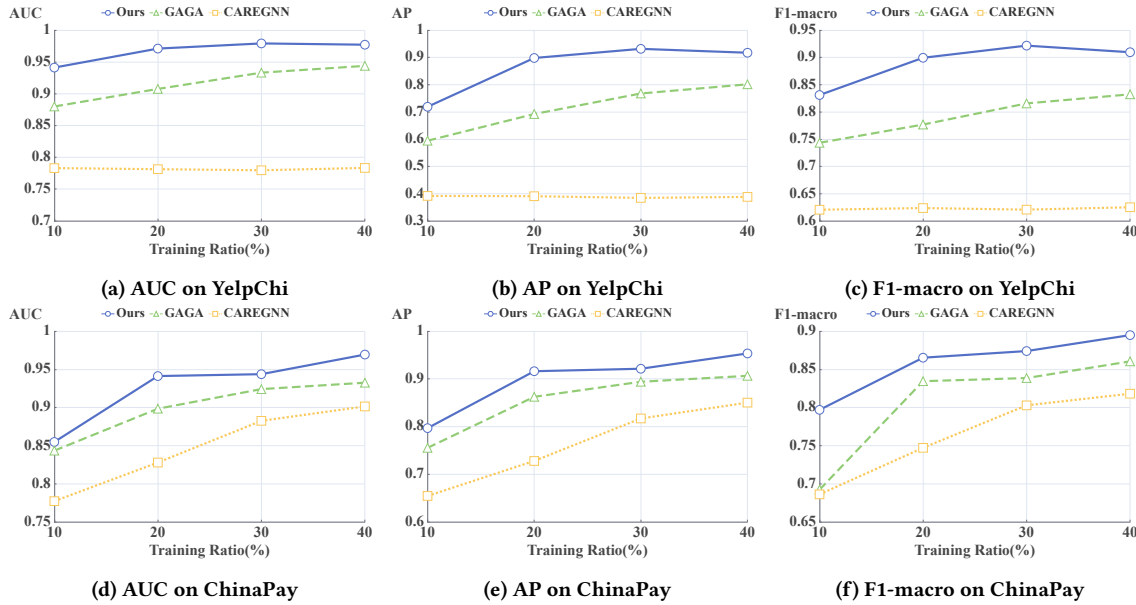 AUC Ours GAGA CAREGNN
1
0.95
0.9
0.85
0.8
0.75
0.7
10 20 30 40
Training Ratio(%)
(a) AUC on YelpChi
AP Ours GAGA CAREGNN
1
0.9
0.8
0.7
0.6
0.5
0.4
0.3
10 20 30 40
Training Ratio(%)
(b) AP on YelpChi
F1-macro Ours GAGA CAREGNN
0.95
0.9
0.85
0.8
0.75
0.7
0.65
0.6
10 20 30 40
Training Ratio(%)
(c) F1-macro on YelpChi
AUC Ours GAGA CAREGNN
1
0.95
0.9
0.85
0.8
0.75
10 20 30 40
Training Ratio(%)
(d) AUC on ChinaPay
AP Ours GAGA CAREGNN
1
0.9
0.8
0.7
0.6
10 20 30 40
Training Ratio(%)
(e) AP on ChinaPay
F1-macro Ours GAGA CAREGNN
0.9
0.85
0.8
0.75
0.7
0.65
10 20 30 40
Training Ratio(%)
(f) F1-macro on ChinaPay